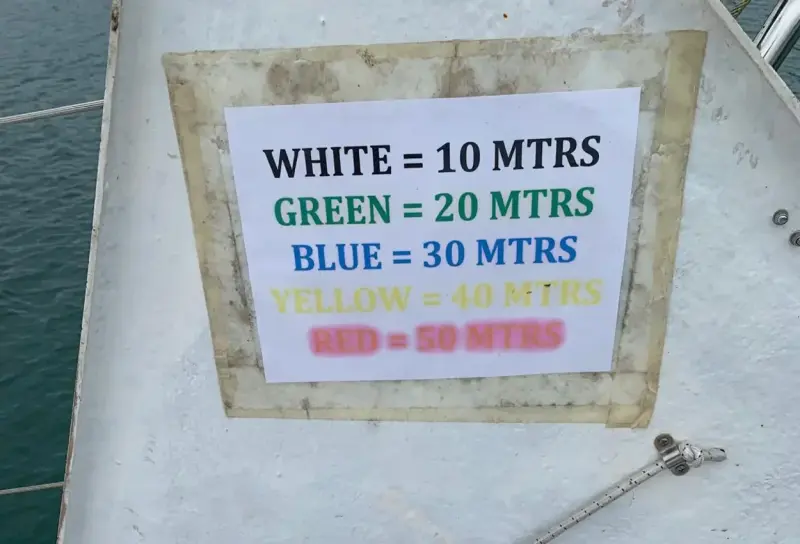 WHITE = 10 MTRS
GREEN = 20 MTRS
BLUE = 30 MTRS
YELLOW = 40 MTRS
RED = 50 MTRS